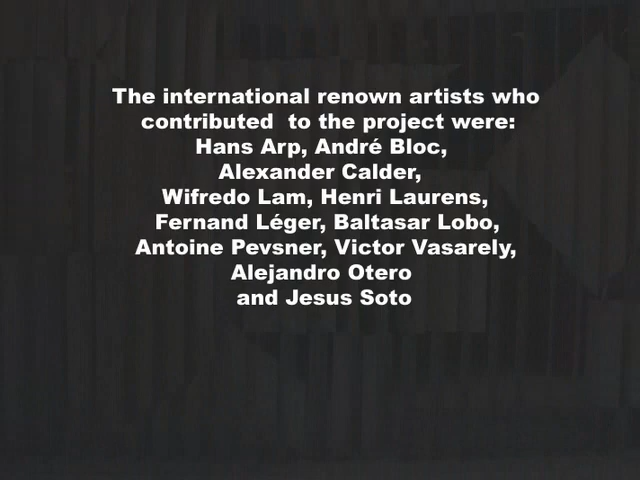 The international renown artists who
contributed  to the project were:
Hans Arp, André Bloc,
Alexander Calder,
Wifredo Lam, Henri Laurens,
Fernand Léger, Baltasar Lobo,
Antoine Pevsner, Victor Vasarely,
Alejandro Otero
and Jesus Soto